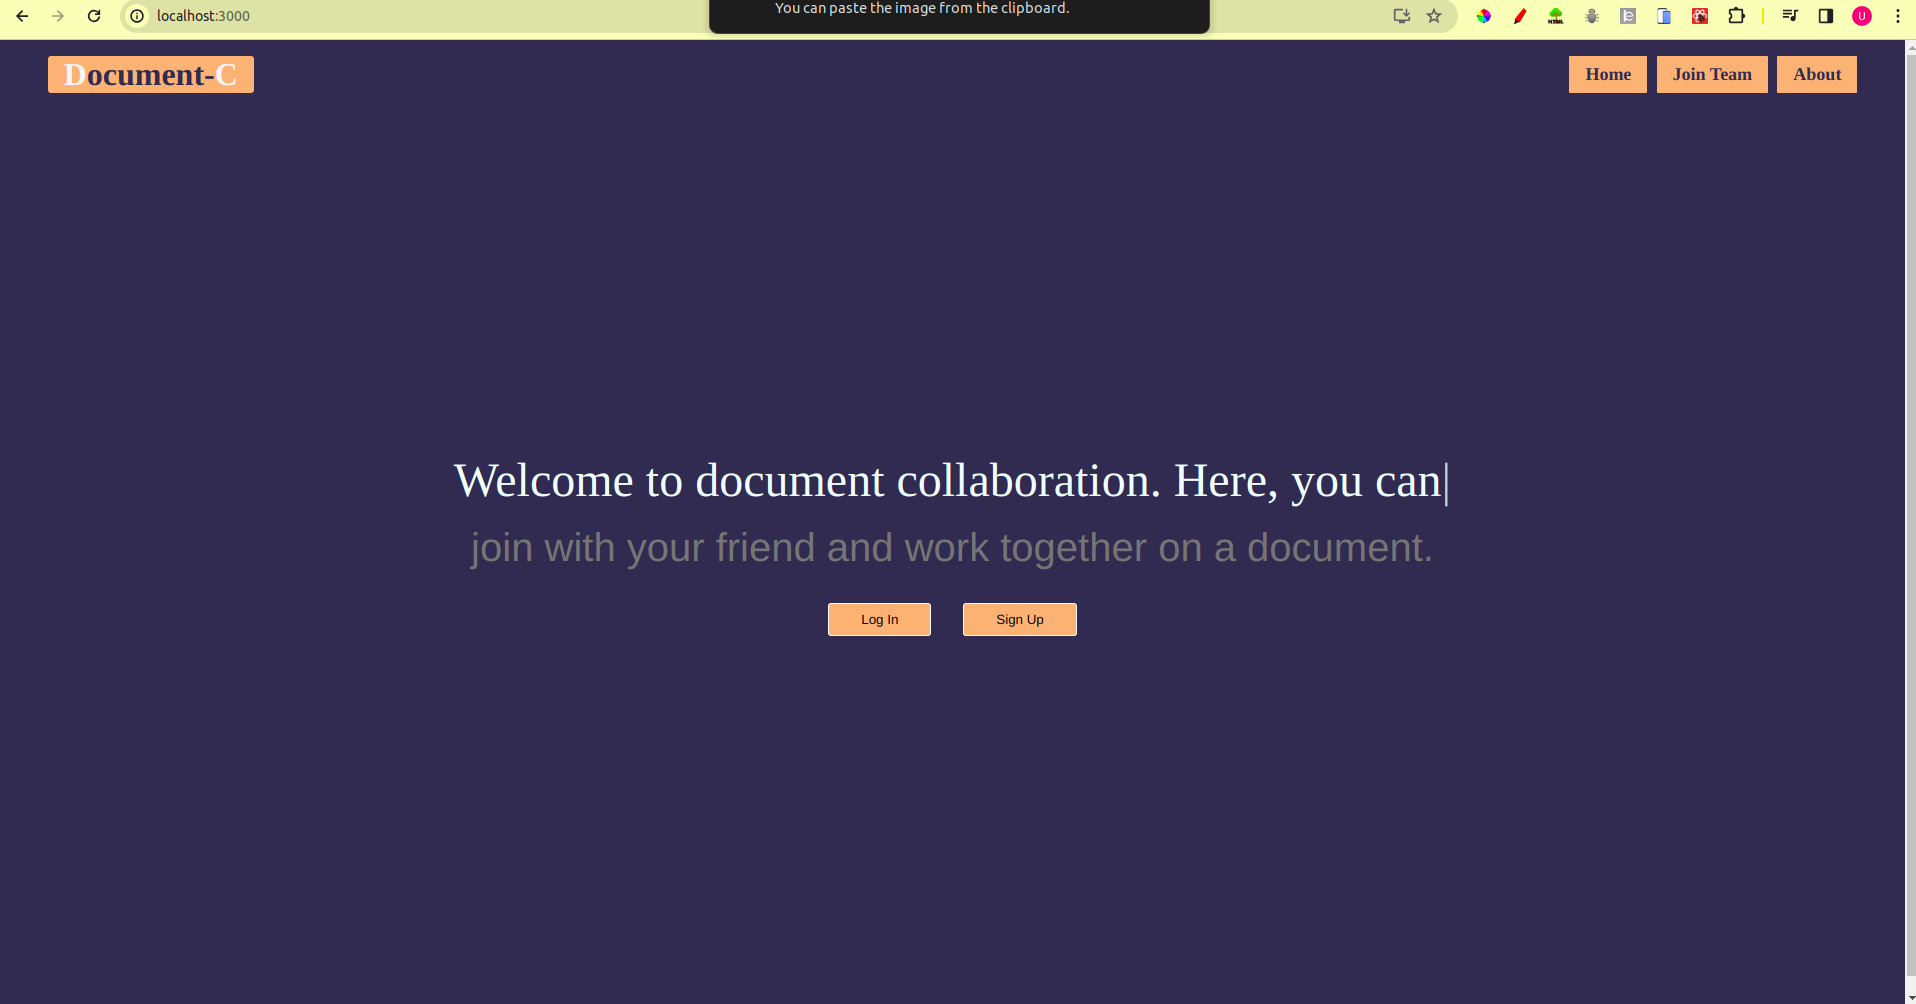 localhost:3000
You can paste the image from the clipboard.
U
Document-C
Home
Join Team
About
Welcome to document collaboration. Here, you can
join with your friend and work together on a document.
Log In
Sign Up